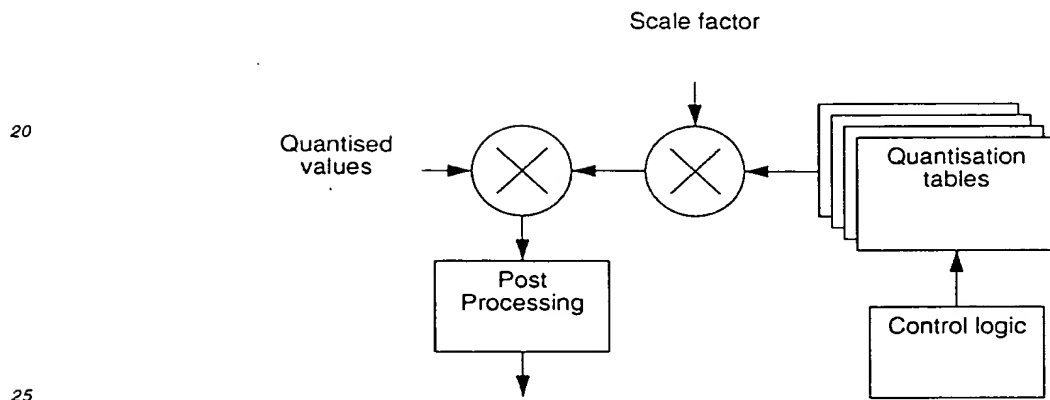 Scale factor
20
Quantised
values
Quantisation
tables
Post
Processing
Control logic
25